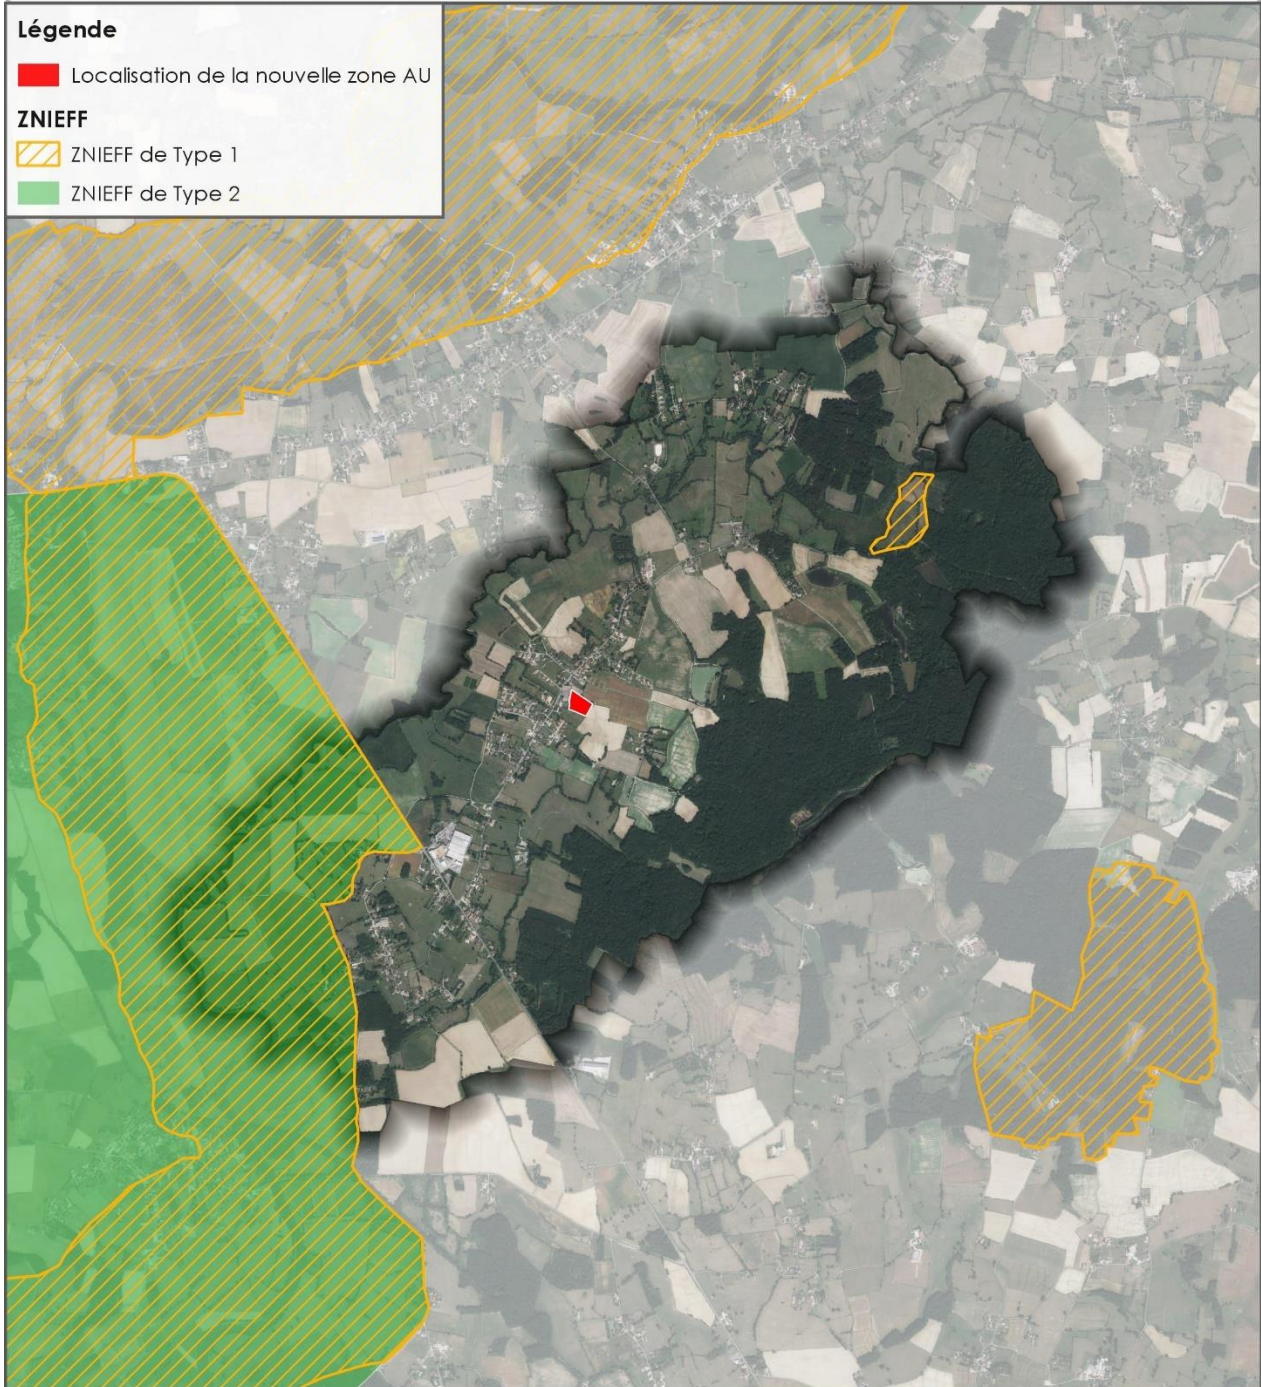 Légende
Localisation de la nouvelle zone AU
ZNIEFF
ZNIEFF de Type 1
ZNIEFF de Type 2